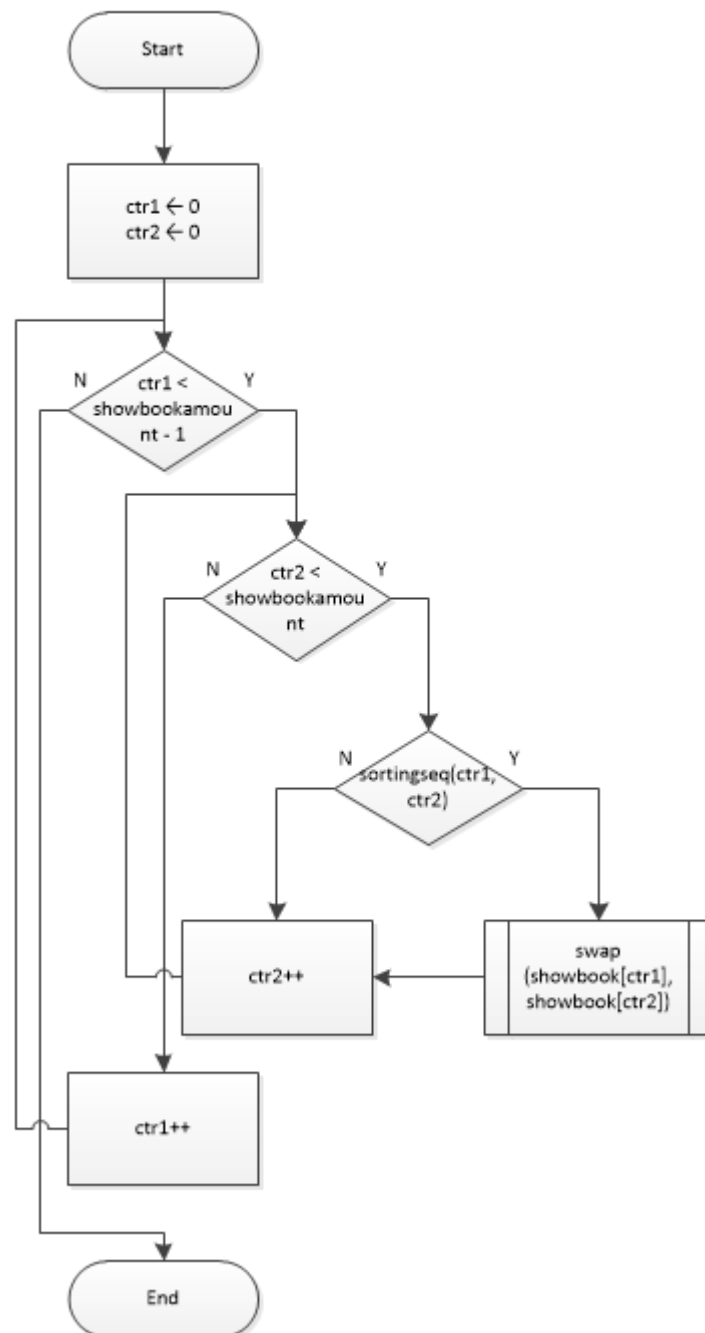 Start
ctr1 ← 0
ctr2 ← 0
N
Y
ctr1 <
showbookamou
nt - 1
N
Y
ctr2 <
showbookamou
nt
N
Y
sortingseq(ctr1,
ctr2)
ctr2++
swap
(showbook[ctr1],
showbook[ctr2])
ctr1++
End